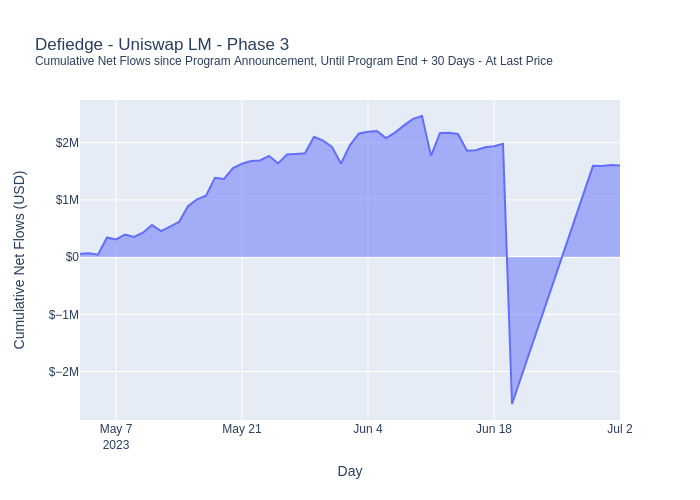 Defiedge - Uniswap LM - Phase 3
Cumulative Net Flows since Program Announcement, Until Program End + 30 Days - At Last Price
Cumulative Net Flows (USD)
$2M
$1M
$0
$−1M
$−2M
May 7
2023
May 21
Jun 4
Jun 18
Jul 2
Day